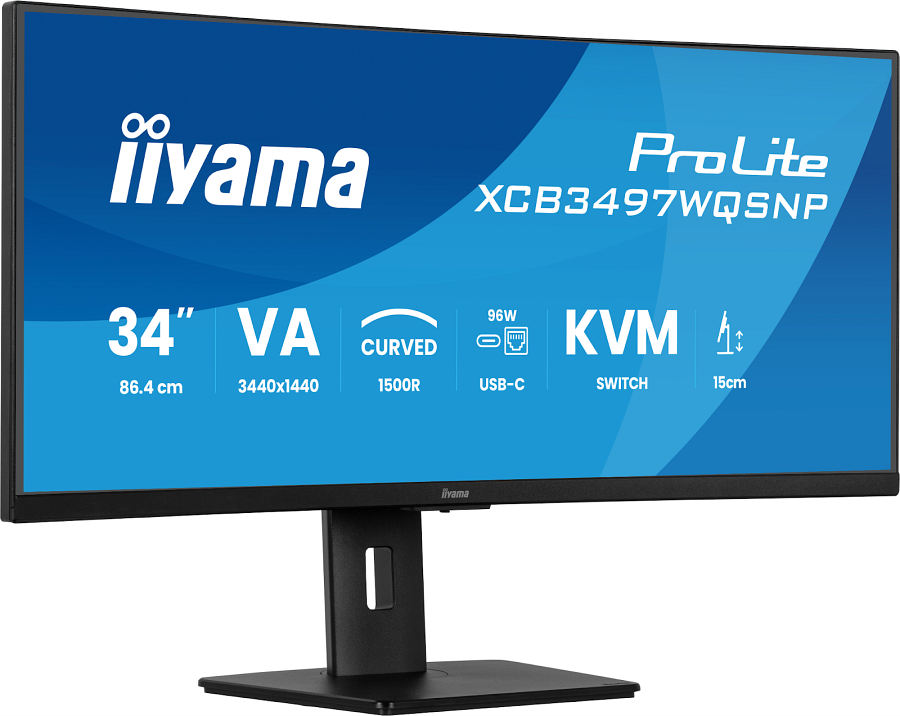 iiyama
ProLite
XCB3497WQSNP
34"
86.4 cm
VA
3440x1440
CURVED
1500R
96W
USB-C
KVM
SWITCH
15cm
iiyama